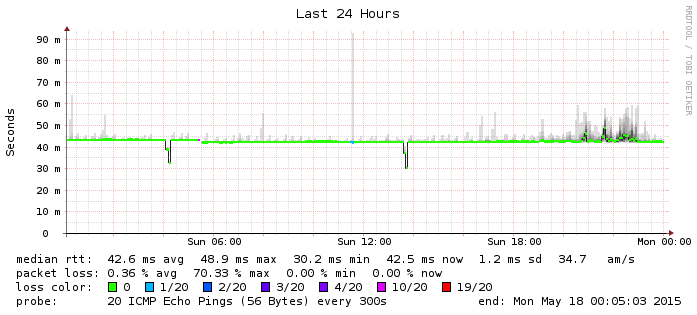 Last 24 Hours
RRDTOOL / TOBI OETIKER
Seconds
90 m
80 m
70 m
60 m
50 m
40 m
30 m
20 m
10 m
0
Sun 06:00 Sun 12:00 Sun 18:00 Mon 00:00
median rtt: 42.6 ms avg 48.9 ms max 30.2 ms min 42.5 ms now 1.2 ms sd 34.7 am/s
packet loss: 0.36 % avg 70.33 % max 0.00 % min 0.00 % now
loss color: 0 1/20 2/20 3/20 4/20 10/20 19/20
probe: 20 ICMP Echo Pings (56 Bytes) every 300s end: Mon May 18 00:05:03 2015